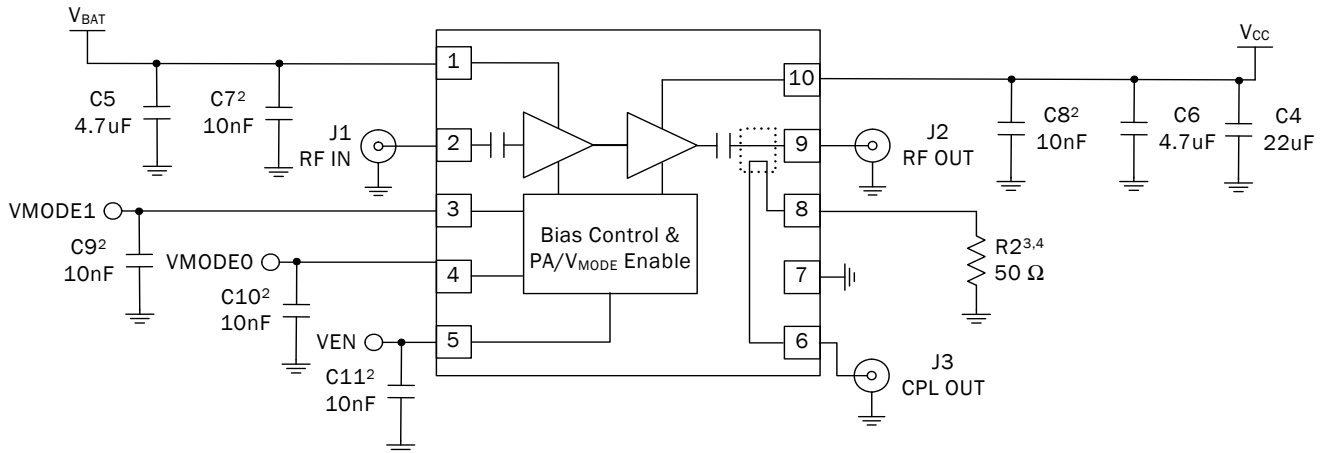 VBAT
VCC
1
10
C5
4.7uF
C7²
10nF
J1
RF IN
2
9
J2
RF OUT
C8²
10nF
C6
4.7uF
C4
22uF
VMODE1
3
8
Bias Control &
PA/VMODE Enable
C9²
10nF
VMODE0
4
7
R2³,⁴
50 Ω
C10²
10nF
VEN
5
6
J3
CPL OUT
C11²
10nF